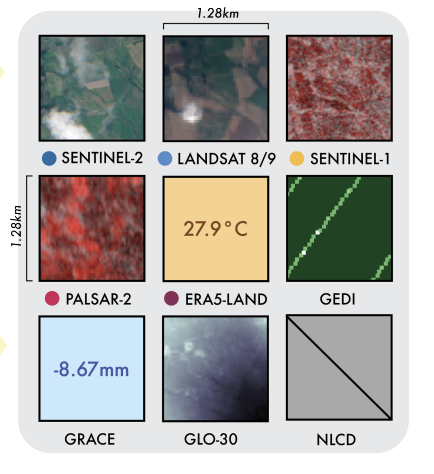 1.28km
SENTINEL-2
LANDSAT 8/9
SENTINEL-1
1.28km
27.9°C
PALSAR-2
ERA5-LAND
GEDI
-8.67mm
GRACE
GLO-30
NLCD